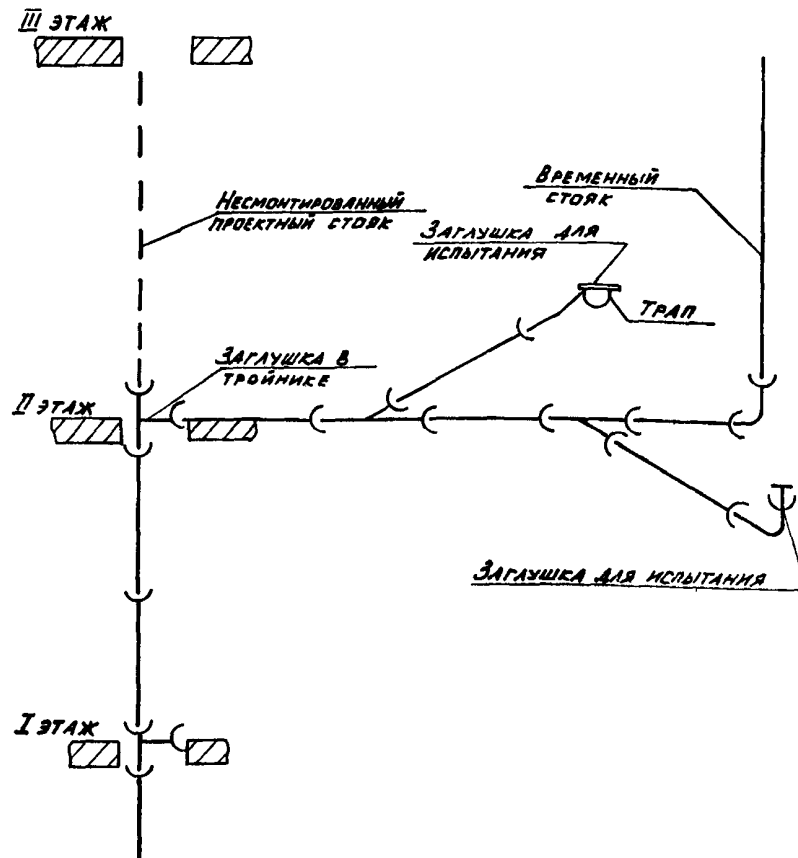 III ЭТАЖ
НЕСМОНТИРОВАННЫЙ
ПРОЕКТНЫЙ СТОЯК
ВРЕМЕННЫЙ
СТОЯК
ЗАГЛУШКА ДЛЯ
ИСПЫТАНИЯ
ТРАП
ЗАГЛУШКА В
ТРОЙНИКЕ
II ЭТАЖ
ЗАГЛУШКА ДЛЯ ИСПЫТАНИЯ
I ЭТАЖ